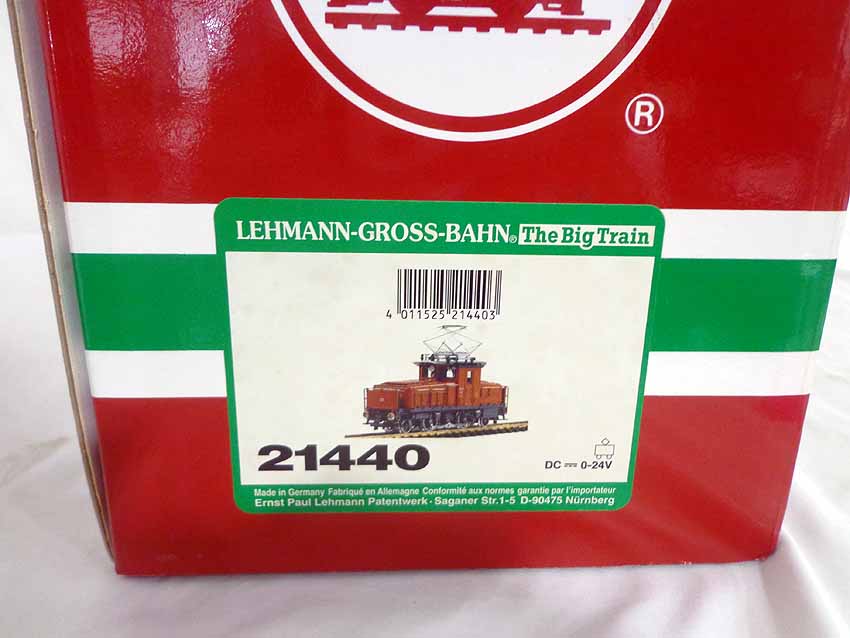 ®
LEHMANN-GROSS-BAHN® The Big Train
4 011525 214403
21440
DC ⎓ 0-24V
Made in Germany Fabriqué en Allemagne Conformité aux normes garantie par l'importateur
Ernst Paul Lehmann Patentwerk · Saganer Str.1-5 D-90475 Nürnberg